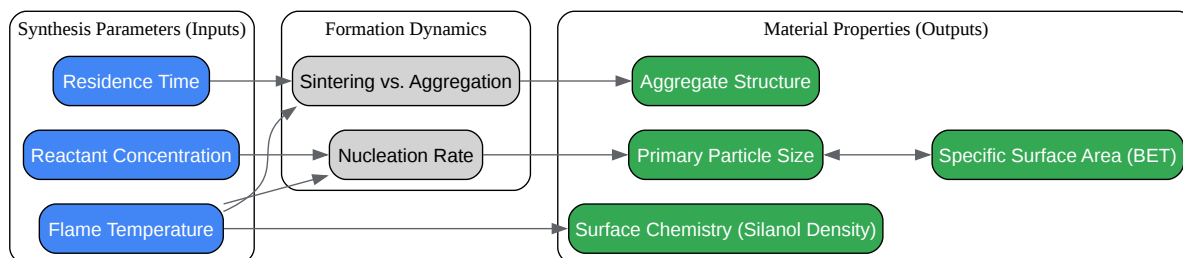 Synthesis Parameters (Inputs)
Formation Dynamics
Material Properties (Outputs)
Residence Time
Sintering vs. Aggregation
Aggregate Structure
Reactant Concentration
Nucleation Rate
Primary Particle Size
Specific Surface Area (BET)
Flame Temperature
Surface Chemistry (Silanol Density)